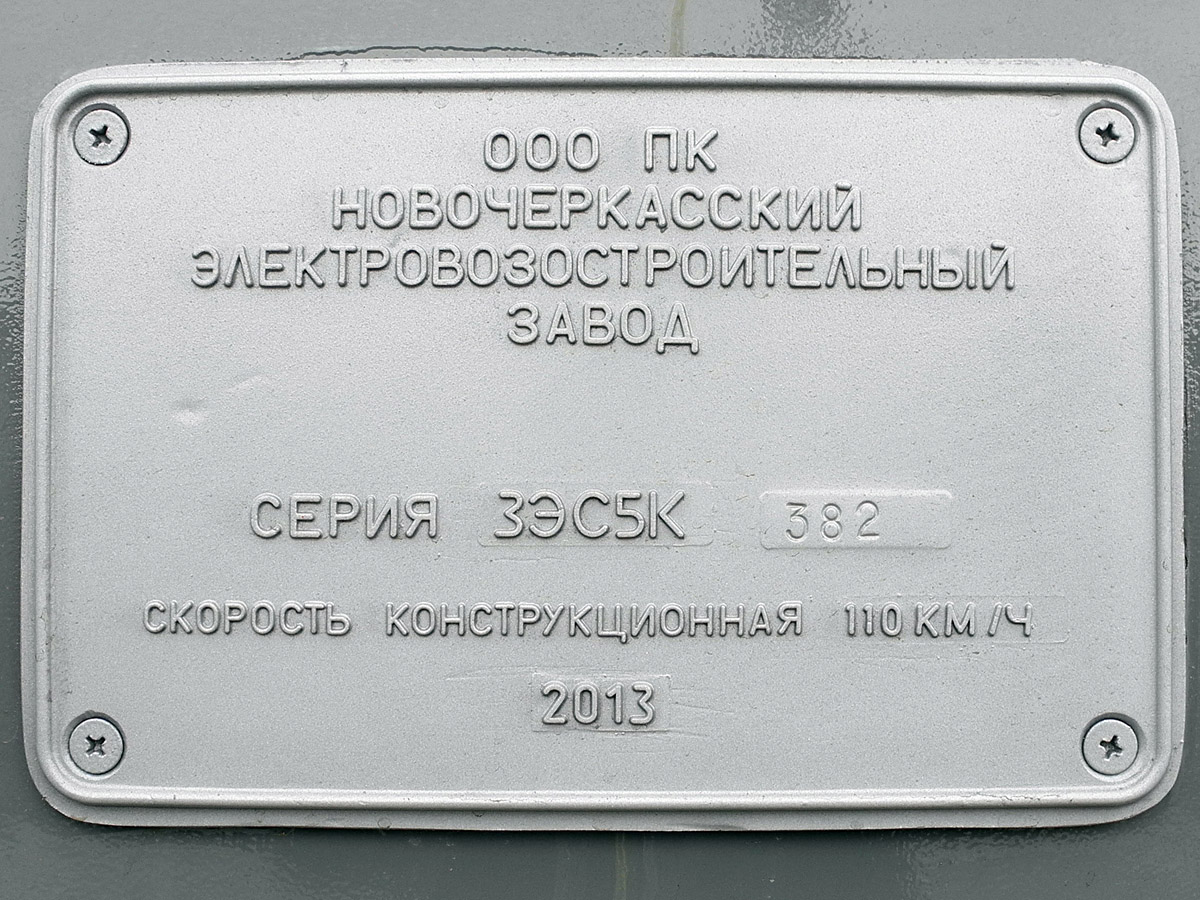 ООО ПК
НОВОЧЕРКАССКИЙ
ЭЛЕКТРОВОЗОСТРОИТЕЛЬНЫЙ
ЗАВОД
СЕРИЯ 3ЭС5К 382
СКОРОСТЬ КОНСТРУКЦИОННАЯ 110 КМ/Ч
2013